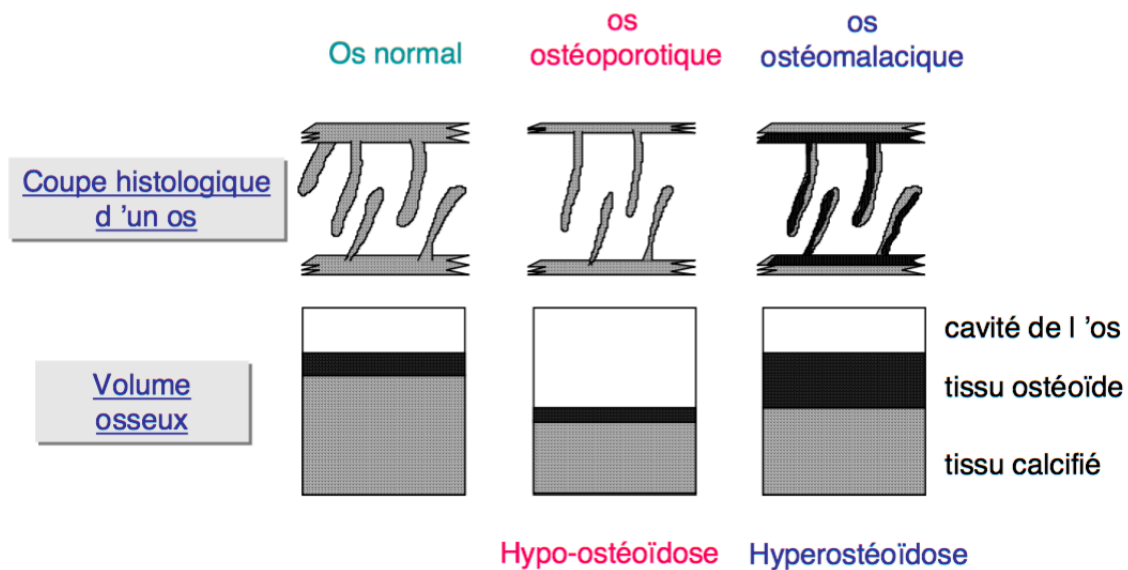 Os normal
os
ostéoporotique
os
ostéomalacique
Coupe histologique
d 'un os
Volume
osseux
cavité de l 'os
tissu ostéoïde
tissu calcifié
Hypo-ostéoïdose
Hyperostéoïdose